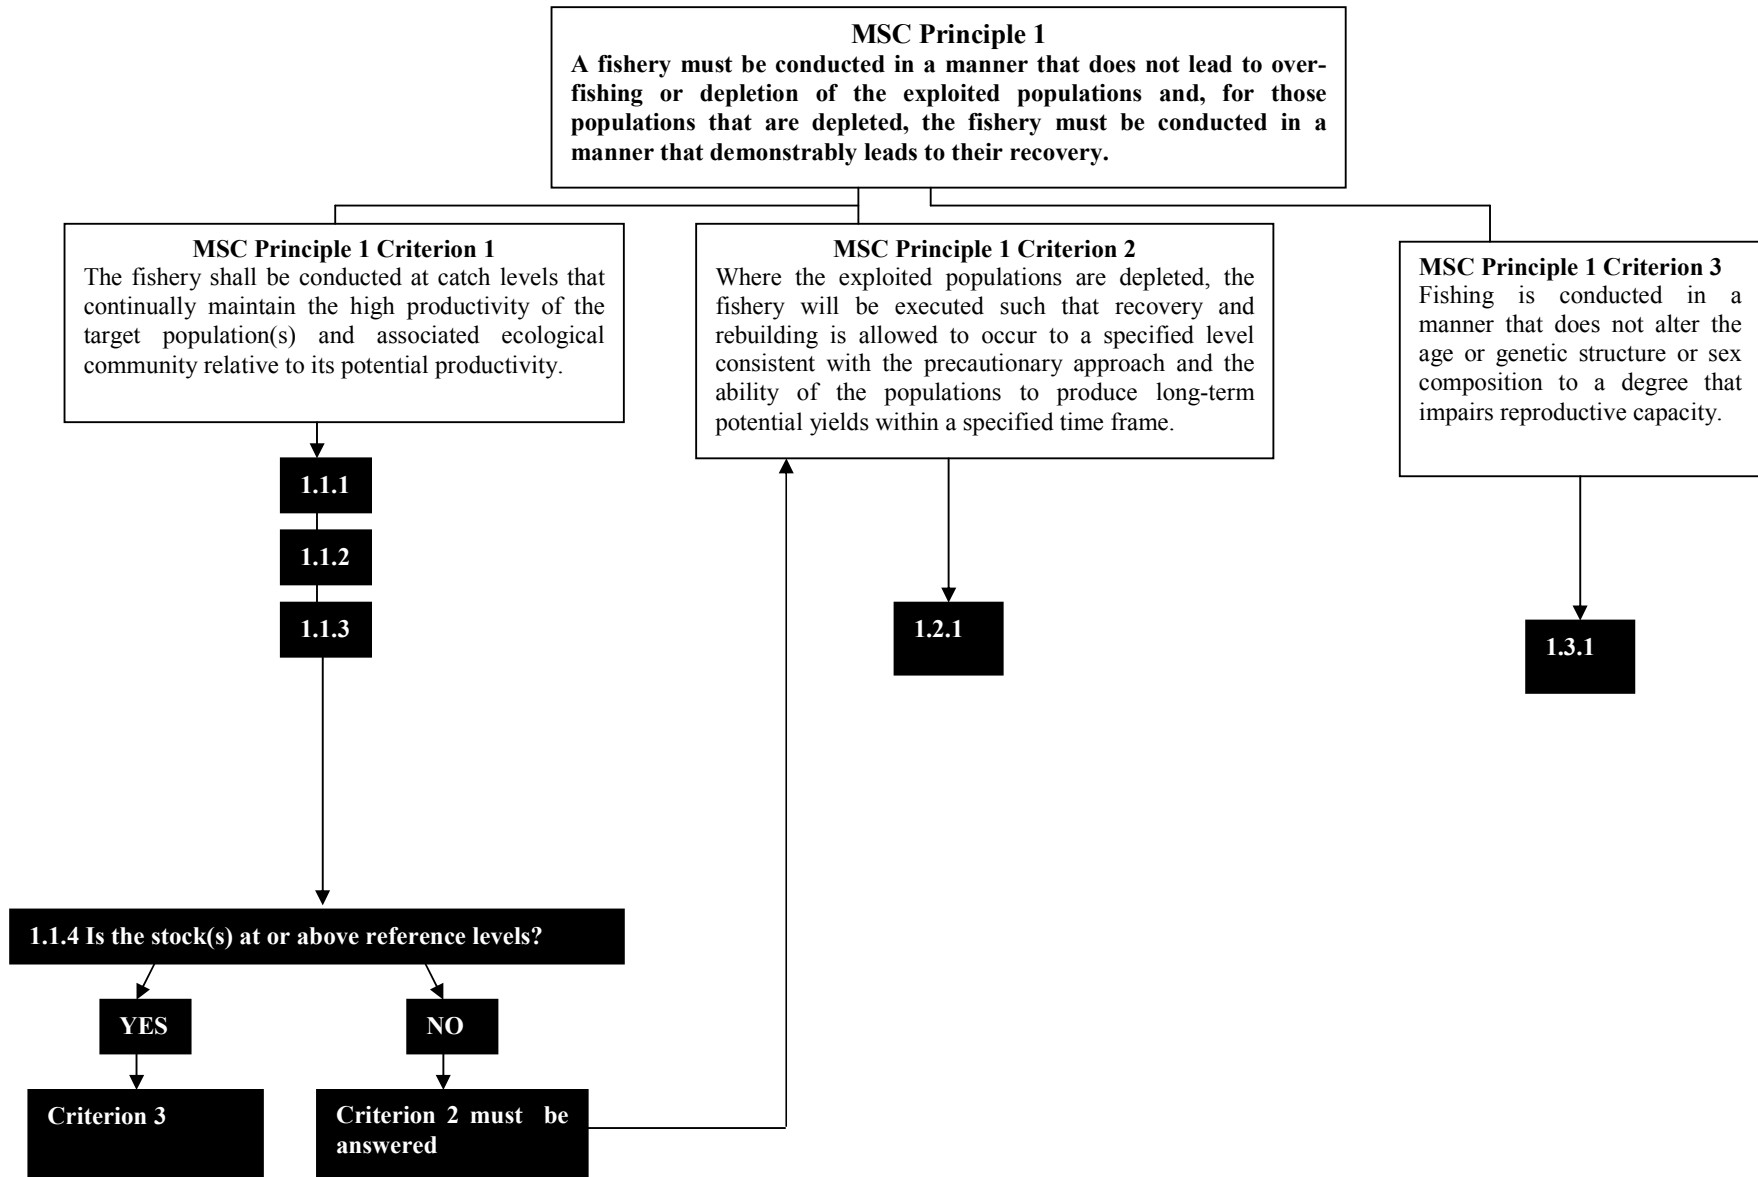 MSC Principle 1
A fishery must be conducted in a manner that does not lead to over-
fishing or depletion of the exploited populations and, for those
populations that are depleted, the fishery must be conducted in a
manner that demonstrably leads to their recovery.
MSC Principle 1 Criterion 1
The fishery shall be conducted at catch levels that
continually maintain the high productivity of the
target population(s) and associated ecological
community relative to its potential productivity.
MSC Principle 1 Criterion 2
Where the exploited populations are depleted, the
fishery will be executed such that recovery and
rebuilding is allowed to occur to a specified level
consistent with the precautionary approach and the
ability of the populations to produce long-term
potential yields within a specified time frame.
MSC Principle 1 Criterion 3
Fishing is conducted in a
manner that does not alter the
age or genetic structure or sex
composition to a degree that
impairs reproductive capacity.
1.1.1
1.1.2
1.1.3
1.2.1
1.3.1
1.1.4 Is the stock(s) at or above reference levels?
YES
NO
Criterion 3
Criterion 2 must be
answered